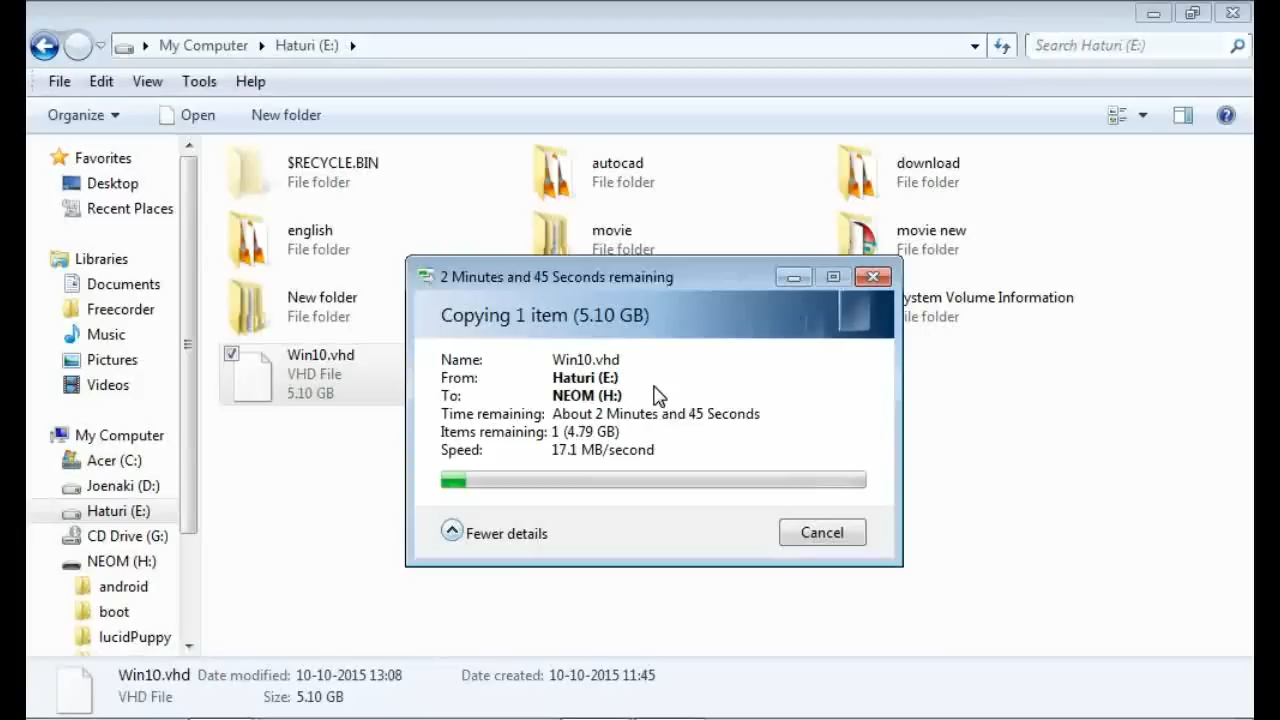 My Computer
Haturi (E:)
Search Haturi (E:)
File Edit View Tools Help
Organize Open New folder
Favorites
Desktop
Recent Places
Libraries
Documents
Freecorder
Music
Pictures
Videos
My Computer
Acer (C:)
Joenaki (D:)
Haturi (E:)
CD Drive (G:)
NEOM (H:)
android
boot
lucidPuppy
$RECYCLE.BIN
File folder
autocad
File folder
download
File folder
english
File folder
movie
File folder
movie new
File folder
New folder
File folder
ystem Volume Information
ile folder
Win10.vhd
VHD File
5.10 GB
2 Minutes and 45 Seconds remaining
Copying 1 item (5.10 GB)
Name: Win10.vhd
From: Haturi (E:)
To: NEOM (H:)
Time remaining: About 2 Minutes and 45 Seconds
Items remaining: 1 (4.79 GB)
Speed: 17.1 MB/second
Fewer details
Cancel
Win10.vhd Date modified: 10-10-2015 13:08 Date created: 10-10-2015 11:45
VHD File Size: 5.10 GB